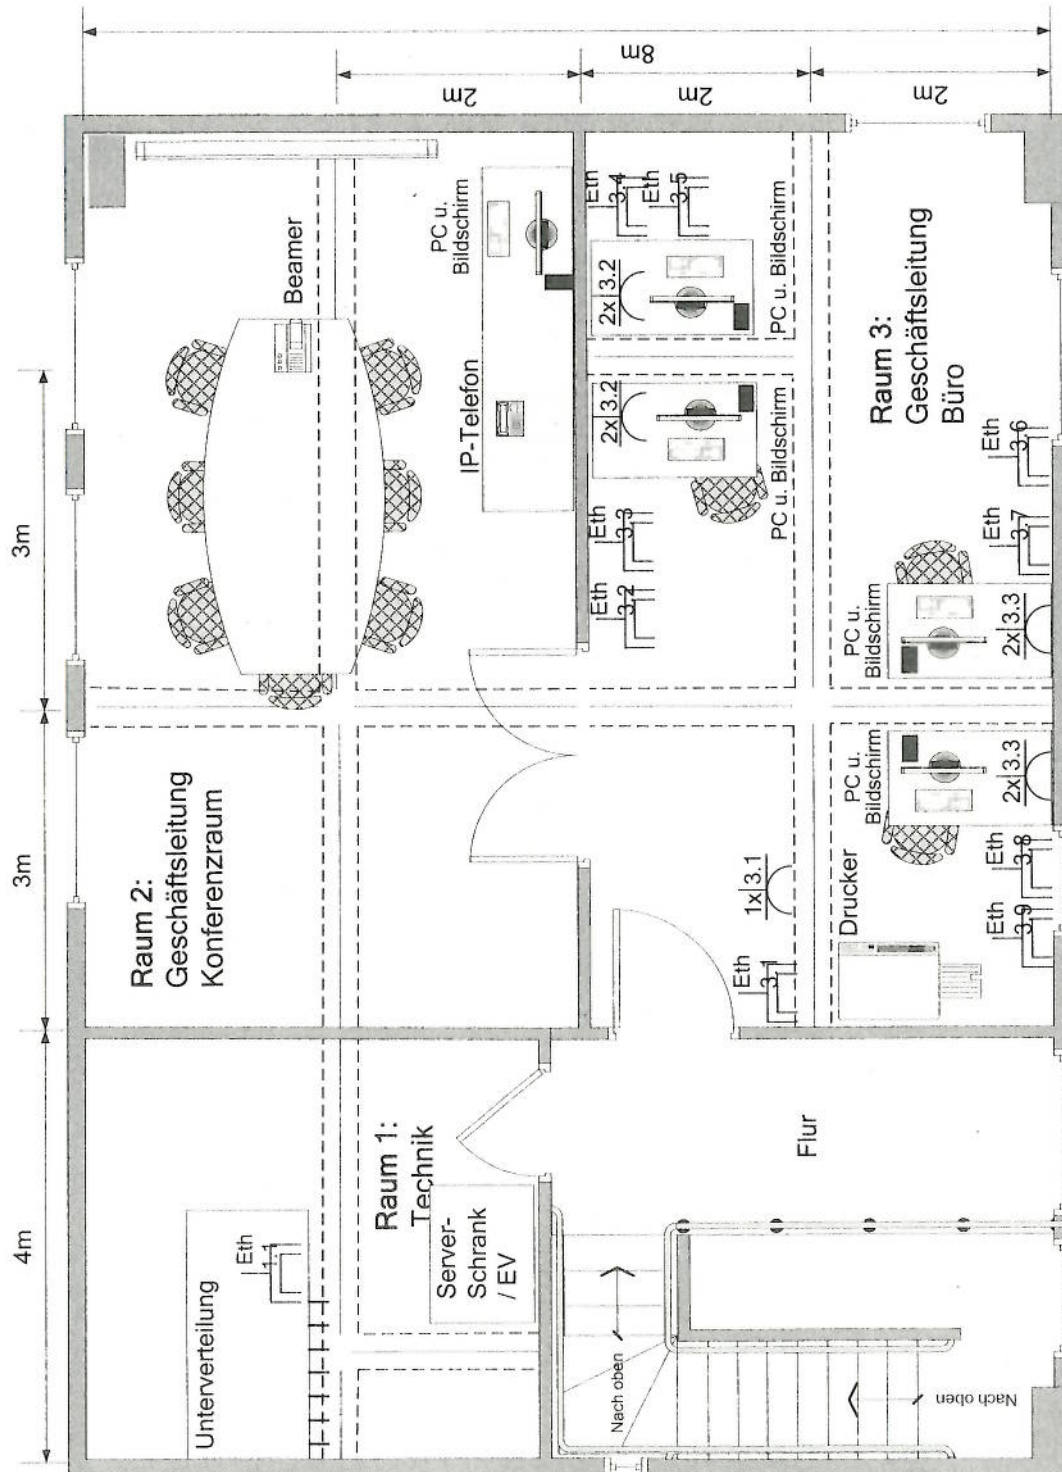 4m
3m
3m
Unterverteilung
Eth
1.1
Raum 2:
Geschäftsleitung
Konferenzraum
Beamer
Raum 1:
Technik
Server-
Schrank
/ EV
IP-Telefon
PC u.
Bildschirm
Eth
3.2
Eth
3.3
2x 3.2
2x 3.2
Eth
3.4
Eth
3.5
PC u. Bildschirm
PC u. Bildschirm
Nach oben
Nach oben
Flur
Eth
3.1
1x 3.1
Drucker
PC u.
Bildschirm
PC u.
Bildschirm
Raum 3:
Geschäftsleitung
Büro
Eth
3.9
Eth
3.8
2x 3.3
2x 3.3
Eth
3.7
Eth
3.6
2m
2m
2m
8m